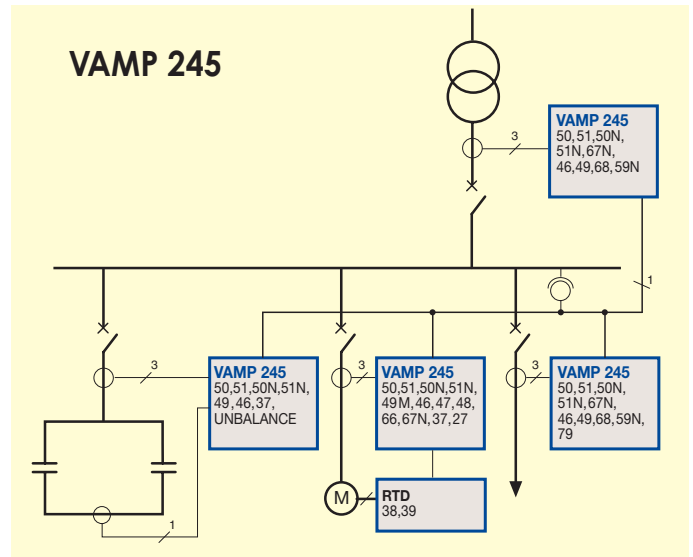 VAMP 245
VAMP 245
50,51,50N,
51N,67N,
46,49,68,59N
3
1
3
VAMP 245
50,51,50N,51N,
49,46,37,
UNBALANCE
3
VAMP 245
50,51,50N,51N,
49M,46,47,48,
66,67N,37,27
3
VAMP 245
50,51,50N,
51N,67N,
46,49,68,59N,
79
M
RTD
38,39
1